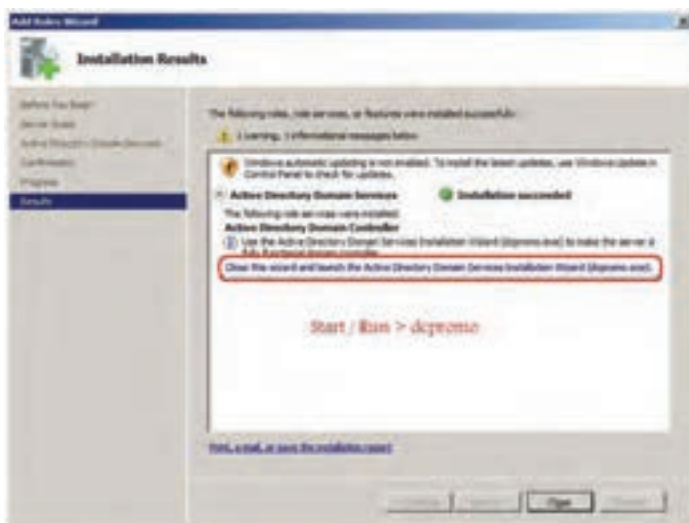 Add Roles Wizard
Installation Results
Before You Begin
Server Roles
Active Directory Domain Services
Confirmation
Progress
Results
The following roles, role services, or features were installed successfully:
1 warning, 1 informational messages below
Windows automatic updating is not enabled. To install the latest updates, use Windows Update in
Control Panel to check for updates.
Active Directory Domain Services
Installation succeeded
The following role services were installed:
Active Directory Domain Controller
Use the Active Directory Domain Services Installation Wizard (dcpromo.exe) to make the server a
fully functional domain controller.
Close this wizard and launch the Active Directory Domain Services Installation Wizard (dcpromo.exe).
Start / Run > dcpromo
Print, e-mail, or save the installation report
Close